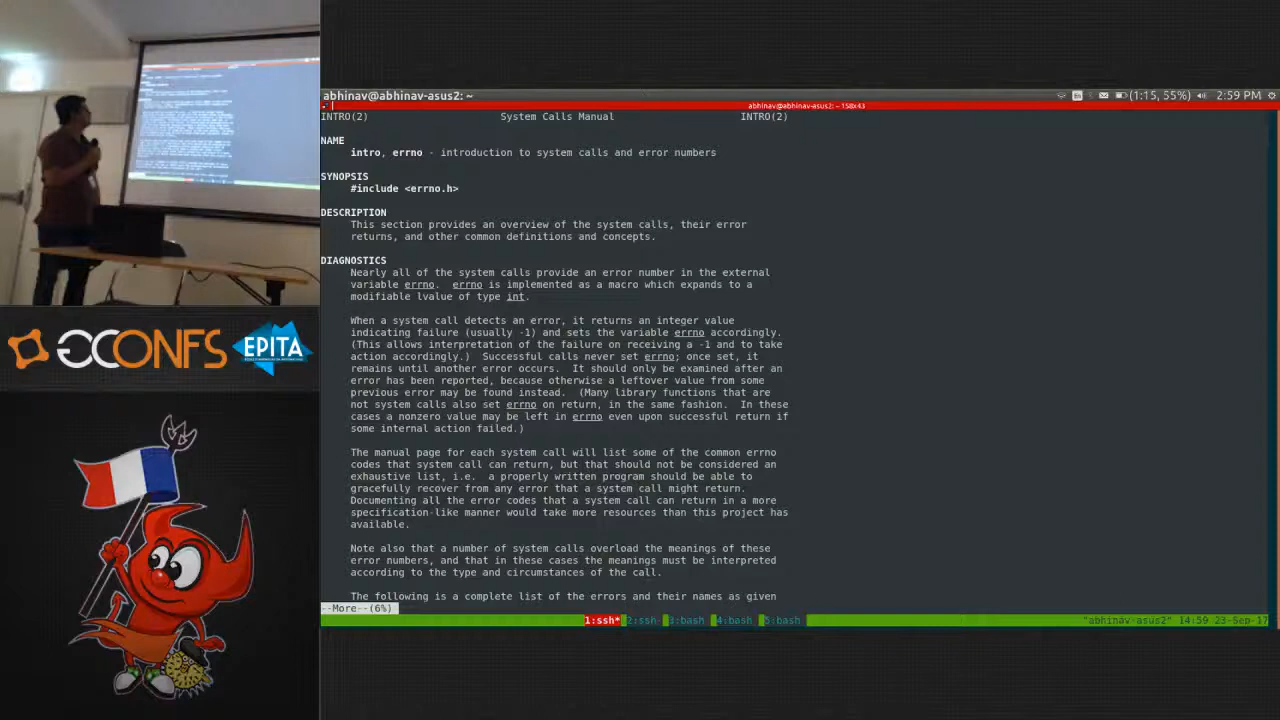 abhinav@abhinav-asus2: ~
(1:15, 55%) 2:59 PM
abhinav@abhinav-asus2: ~ 158x43
INTRO(2) System Calls Manual INTRO(2)
NAME
intro, errno - introduction to system calls and error numbers
SYNOPSIS
#include <errno.h>
DESCRIPTION
This section provides an overview of the system calls, their error
returns, and other common definitions and concepts.
DIAGNOSTICS
Nearly all of the system calls provide an error number in the external
variable errno. errno is implemented as a macro which expands to a
modifiable lvalue of type int.
When a system call detects an error, it returns an integer value
indicating failure (usually -1) and sets the variable errno accordingly.
(This allows interpretation of the failure on receiving a -1 and to take
action accordingly.) Successful calls never set errno; once set, it
remains until another error occurs. It should only be examined after an
error has been reported, because otherwise a leftover value from some
previous error may be found instead. (Many library functions that are
not system calls also set errno on return, in the same fashion. In these
cases a nonzero value may be left in errno even upon successful return if
some internal action failed.)
The manual page for each system call will list some of the common errno
codes that system call can return, but that should not be considered an
exhaustive list, i.e. a properly written program should be able to
gracefully recover from any error that a system call might return.
Documenting all the error codes that a system call can return in a more
specification-like manner would take more resources than this project has
available.
Note also that a number of system calls overload the meanings of these
error numbers, and that in these cases the meanings must be interpreted
according to the type and circumstances of the call.
The following is a complete list of the errors and their names as given
--More--(6%)
1:ssh* 2:ssh- 3:bash 4:bash 5:bash "abhinav-asus2" 14:59 23-Sep-17
GCONFS EPITA